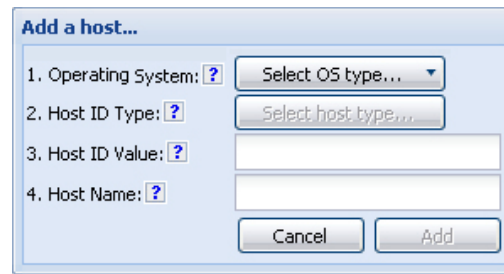 Add a host...
1. Operating System: ? Select OS type...
2. Host ID Type: ? Select host type...
3. Host ID Value: ?
4. Host Name: ?
Cancel Add